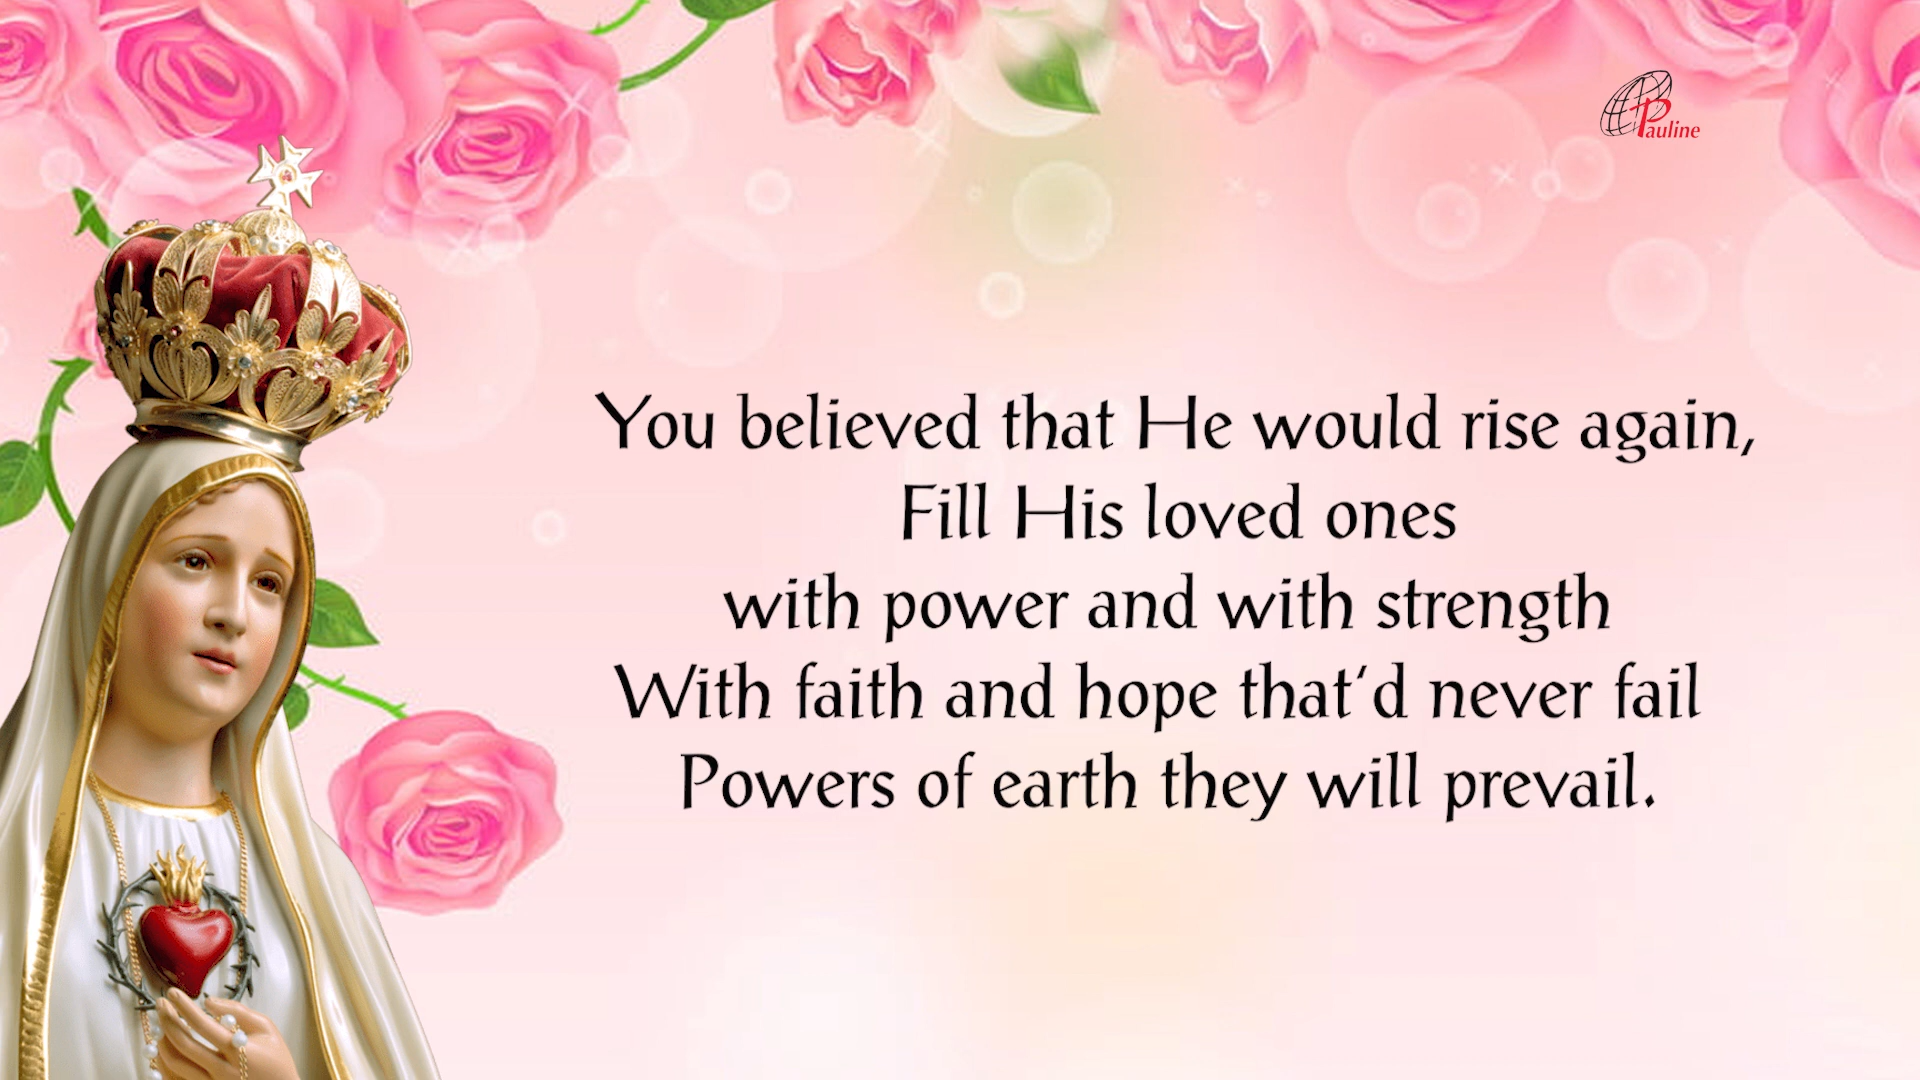 Pauline
You believed that He would rise again,
Fill His loved ones
with power and with strength
With faith and hope that'd never fail
Powers of earth they will prevail.